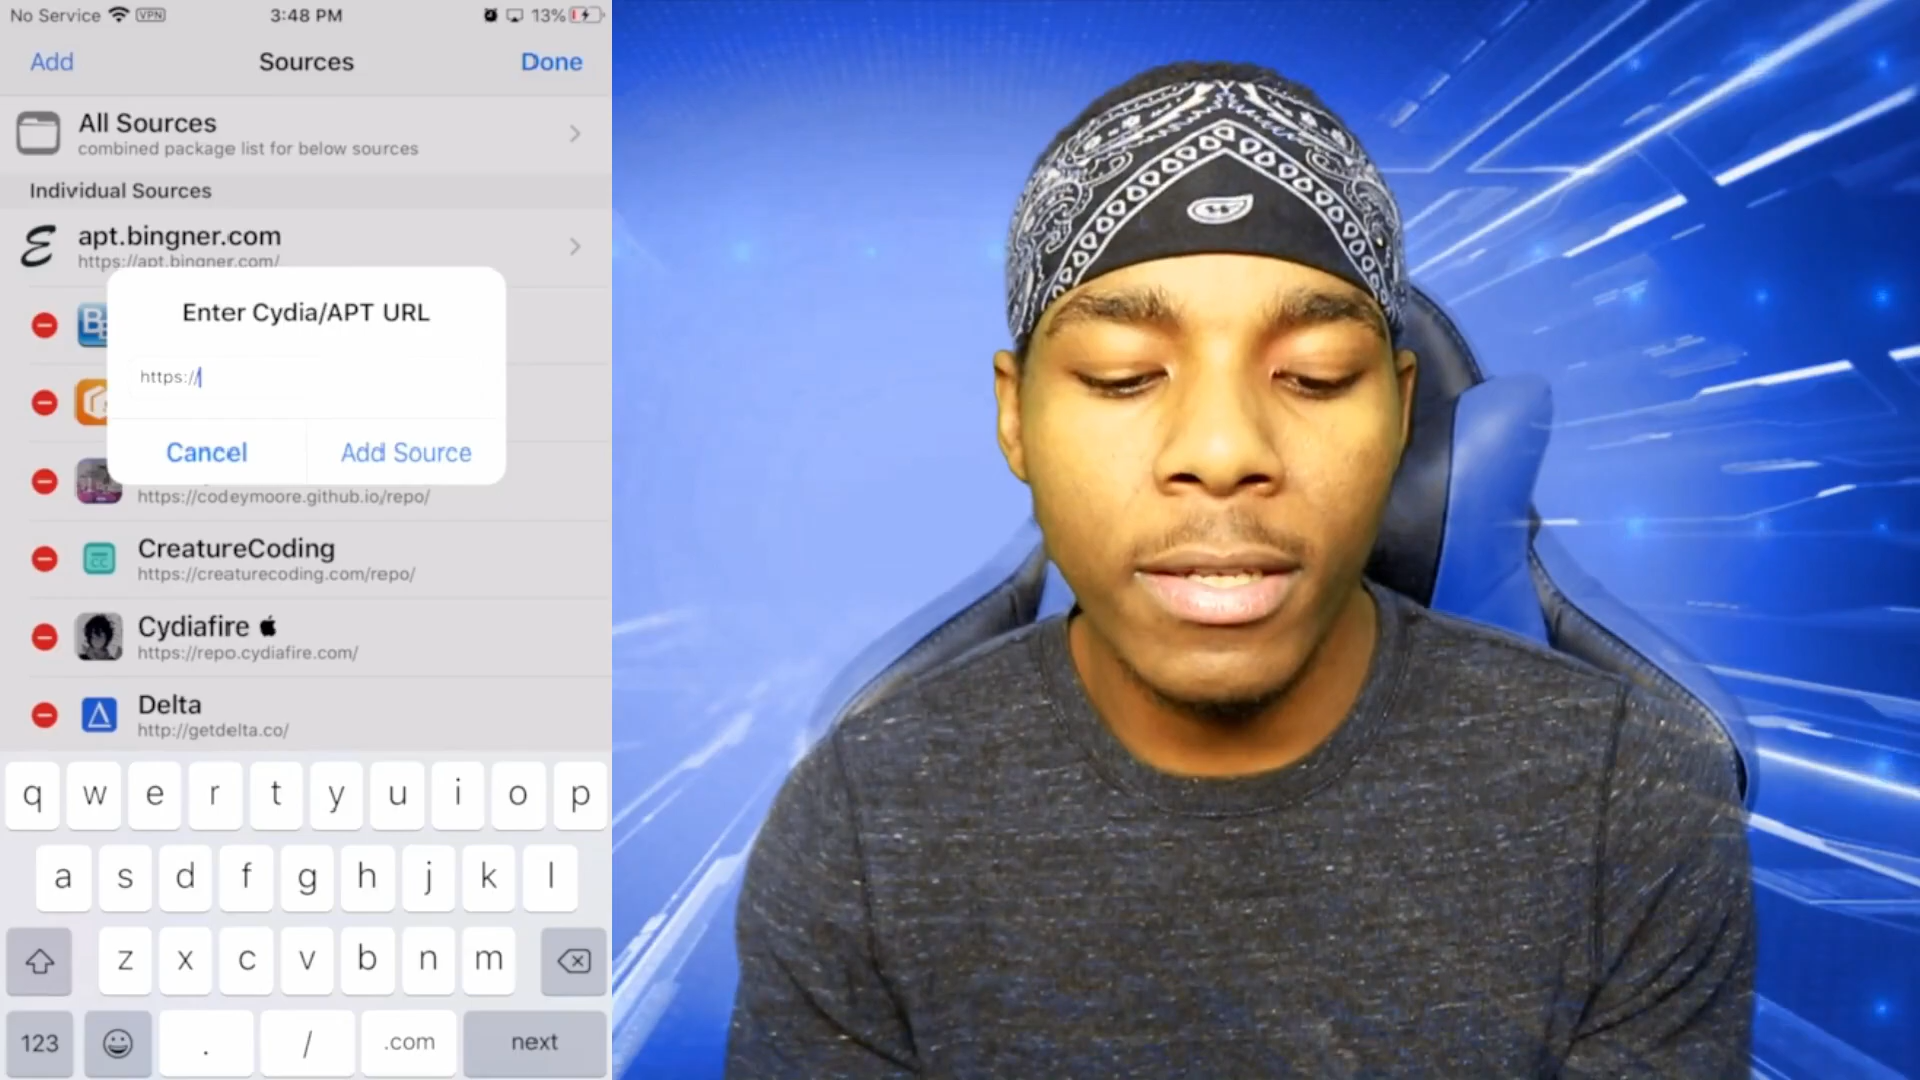 No Service VPN 3:48 PM 13%
Add Sources Done
All Sources
combined package list for below sources
Individual Sources
apt.bingner.com
https://apt.bingner.com/
Enter Cydia/APT URL
https://
Cancel Add Source
https://codeymoore.github.io/repo/
CreatureCoding
https://creaturecoding.com/repo/
Cydiafire
https://repo.cydiafire.com/
Delta
http://getdelta.co/
q w e r t y u i o p
a s d f g h j k l
z x c v b n m
123 . / .com next